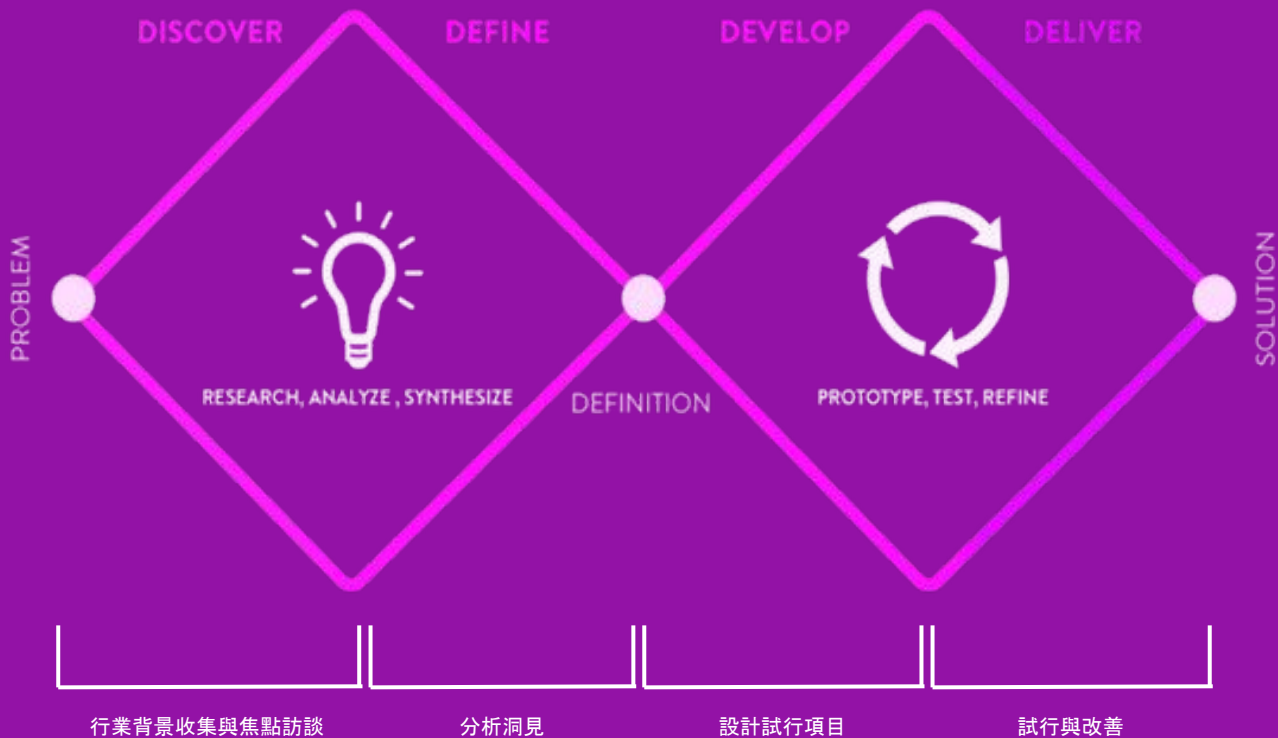 DISCOVER
DEFINE
DEVELOP
DELIVER
PROBLEM
SOLUTION
RESEARCH, ANALYZE , SYNTHESIZE
DEFINITION
PROTOTYPE, TEST, REFINE
行業背景收集與焦點訪談
分析洞見
設計試行項目
試行與改善